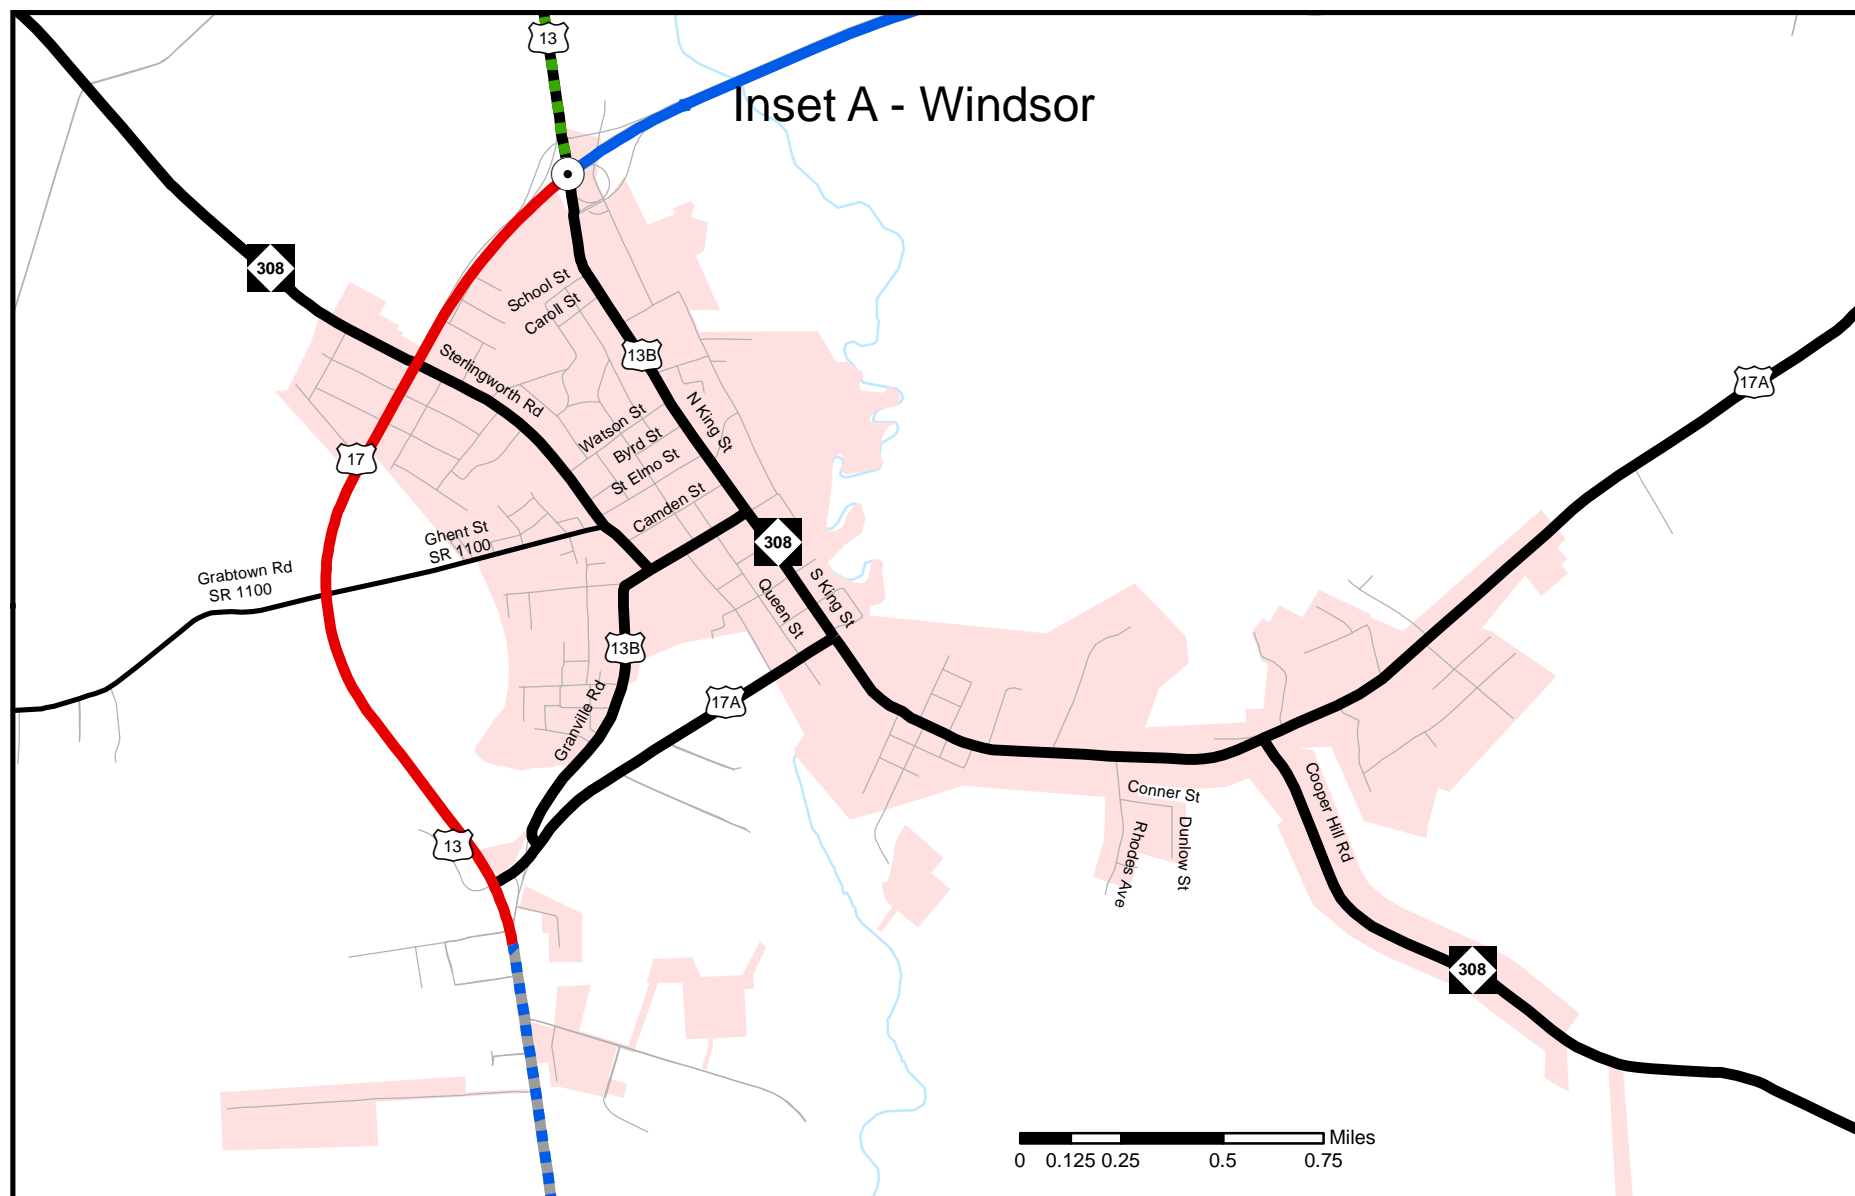 13
Inset A - Windsor
308
School St
Caroll St
13B
Sterlingworth Rd
17A
N King St
Watson St
Byrd St
St Elmo St
Camden St
17
Ghent St
SR 1100
308
Grabtown Rd
SR 1100
S King St
Queen St
13B
17A
Granville Rd
Conner St
Cooper Hill Rd
Dunlow St
Rhodes Ave
13
308
Miles
0 0.125 0.25 0.5 0.75